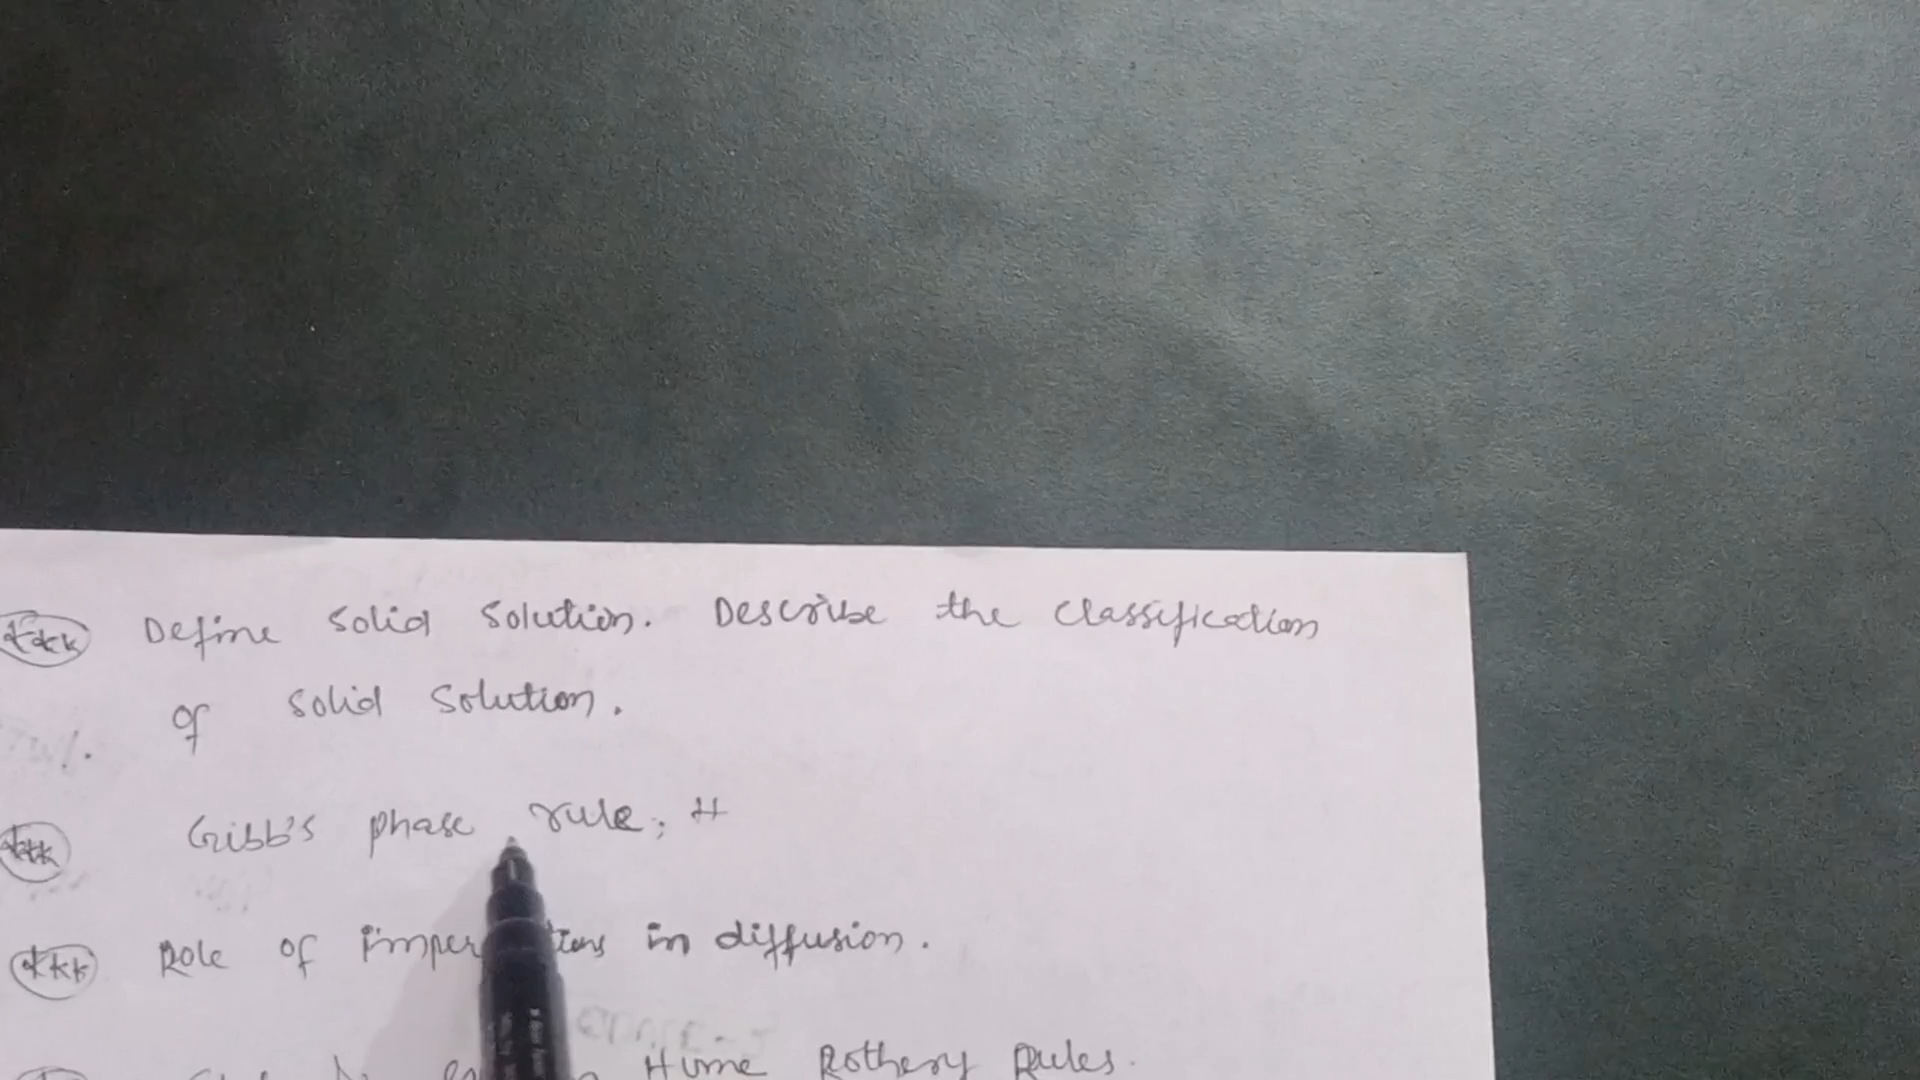 *** Define solid solution. Describe the classification
of solid solution.
*** Gibb's phase rule, H
*** Role of in diffusion.
Hume Rothery Rules.